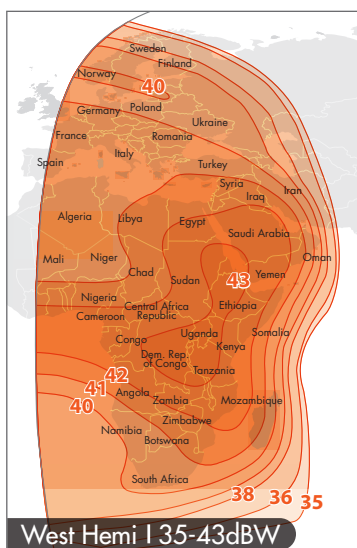 Sweden
Finland
Norway
40
Poland
Germany
Ukraine
France
Romania
Italy
Spain
Turkey
Syria
Iran
Iraq
Algeria
Libya
Egypt
Saudi Arabia
Oman
Mali
Niger
Chad
Sudan
43
Yemen
Nigeria
Central Africa
Republic
Ethiopia
Cameroon
Uganda
Somalia
Congo
Kenya
Dem. Rep.
of Congo
Tanzania
42
41
Angola
Zambia
Mozambique
40
Zimbabwe
Namibia
Botswana
South Africa
38
36
35
West Hemi I 35-43dBW